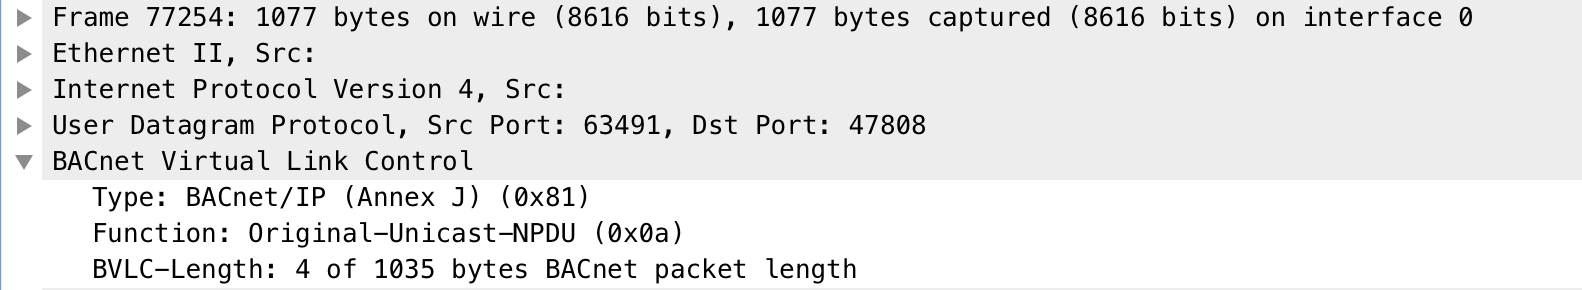 Frame 77254: 1077 bytes on wire (8616 bits), 1077 bytes captured (8616 bits) on interface 0
Ethernet II, Src:
Internet Protocol Version 4, Src:
User Datagram Protocol, Src Port: 63491, Dst Port: 47808
BACnet Virtual Link Control
Type: BACnet/IP (Annex J) (0x81)
Function: Original-Unicast-NPDU (0x0a)
BVLC-Length: 4 of 1035 bytes BACnet packet length